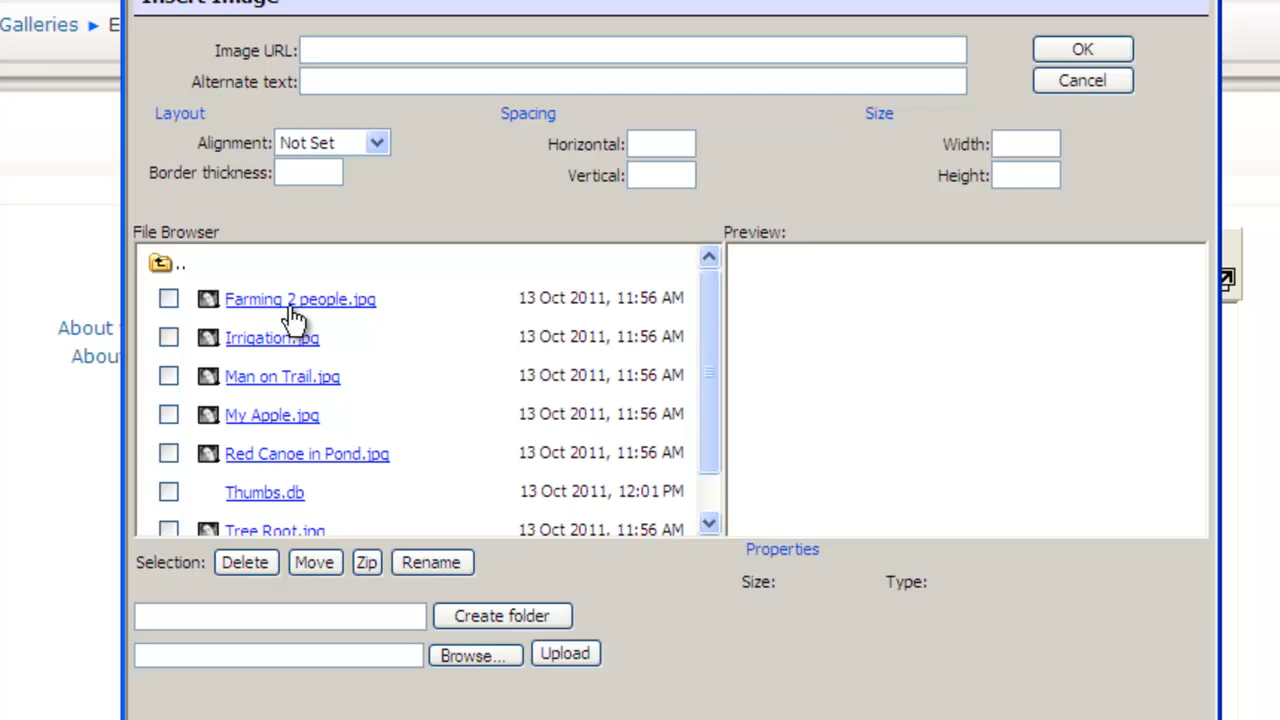 Insert Image
Galleries ► E
Image URL:
OK
Alternate text:
Cancel
Layout
Spacing
Size
Alignment: Not Set
Horizontal:
Width:
Border thickness:
Vertical:
Height:
File Browser
Preview:
..
Farming 2 people.jpg 13 Oct 2011, 11:56 AM
Irrigation.jpg 13 Oct 2011, 11:56 AM
Man on Trail.jpg 13 Oct 2011, 11:56 AM
My Apple.jpg 13 Oct 2011, 11:56 AM
Red Canoe in Pond.jpg 13 Oct 2011, 11:56 AM
Thumbs.db 13 Oct 2011, 12:01 PM
Tree Root.jpg 13 Oct 2011, 11:56 AM
About
Abou
Selection: Delete Move Zip Rename
Properties
Size:
Type:
Create folder
Browse... Upload